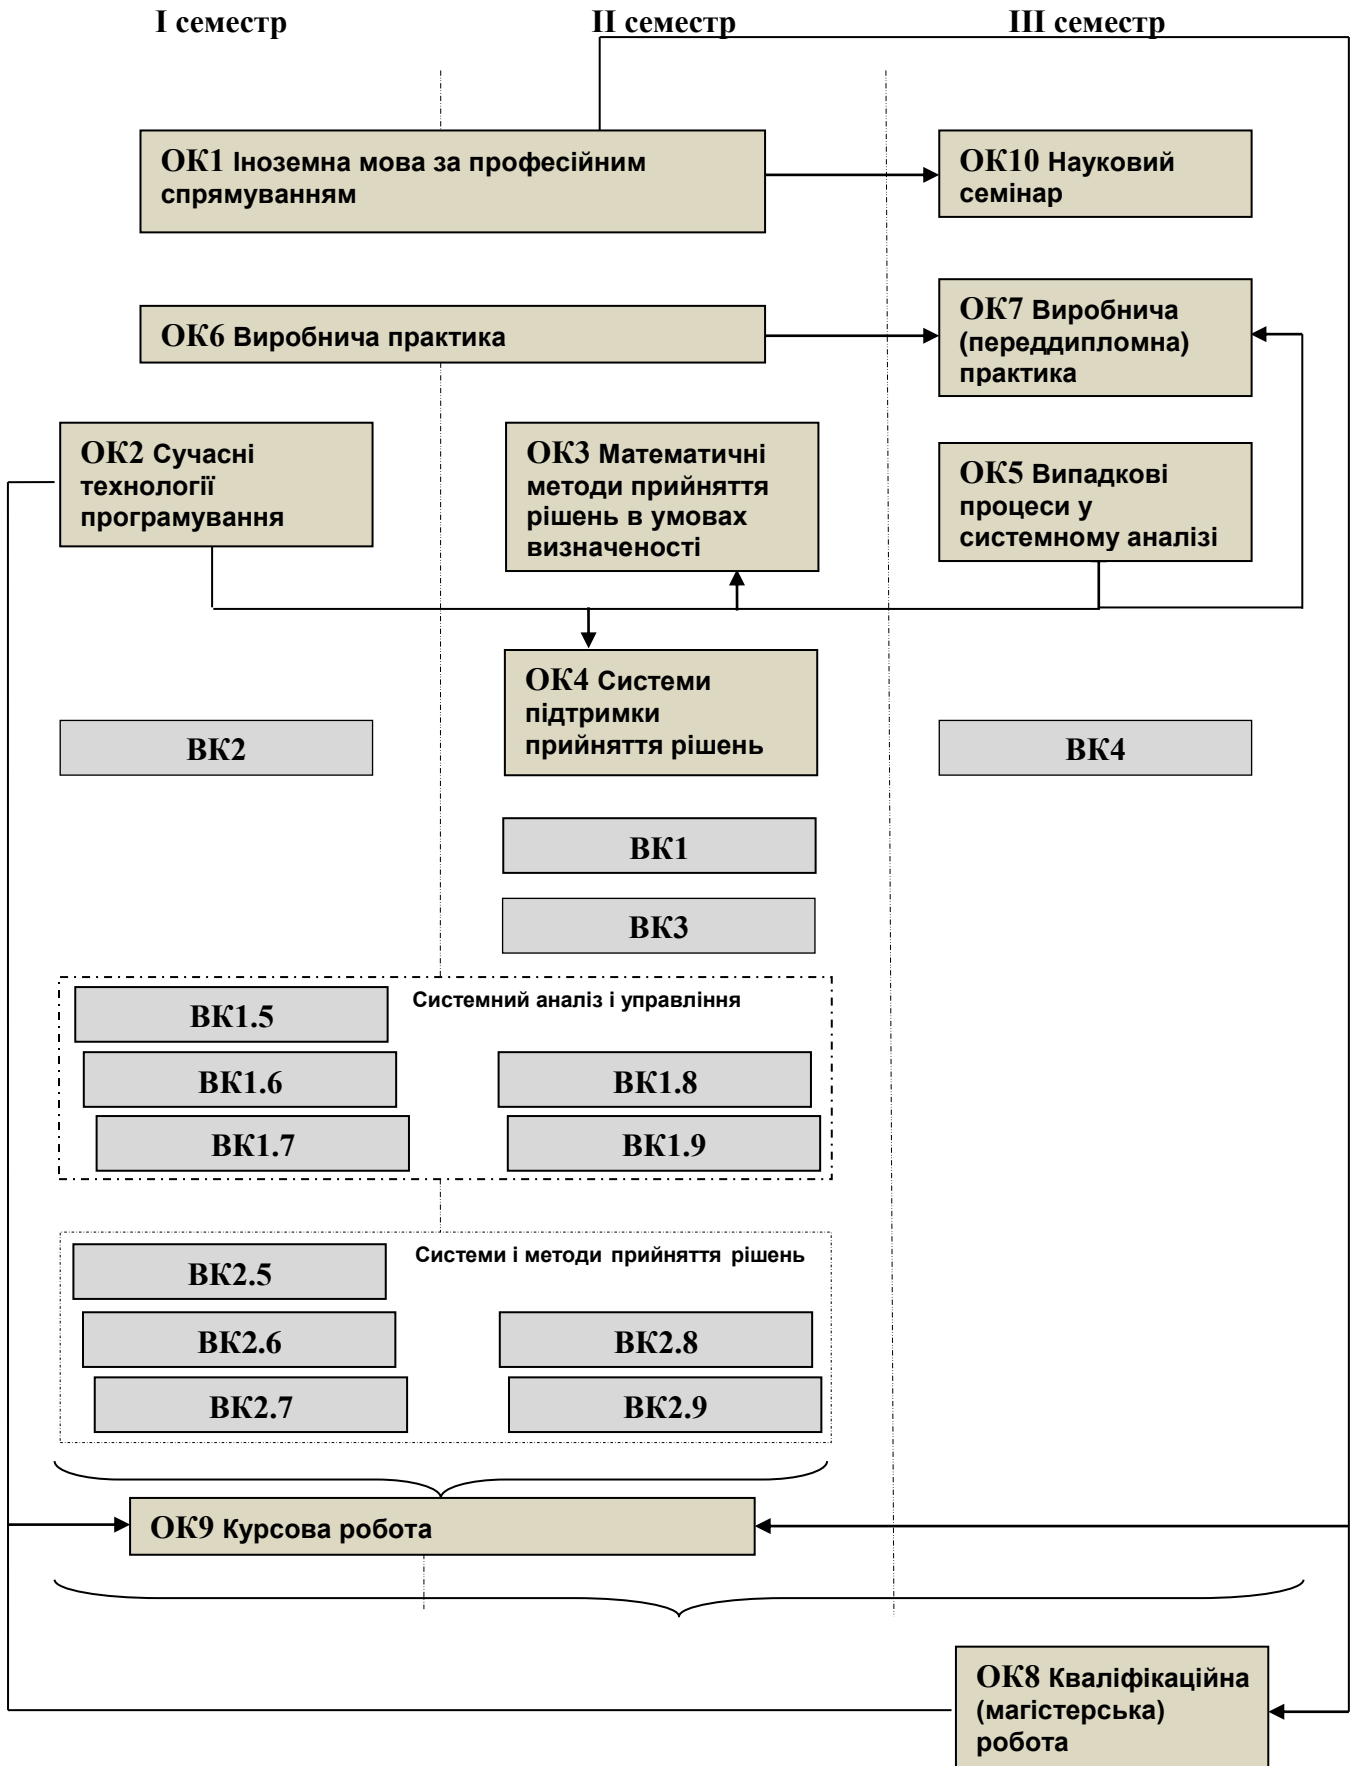 I семестр
II семестр
III семестр
ОК1 Іноземна мова за професійним
спрямуванням
ОК10 Науковий
семінар
ОК6 Виробнича практика
ОК7 Виробнича
(переддипломна)
практика
ОК2 Сучасні
технології
програмування
ОК3 Математичні
методи прийняття
рішень в умовах
визначеності
ОК5 Випадкові
процеси у
системному аналізі
ОК4 Системи
підтримки
прийняття рішень
ВК2
ВК4
ВК1
ВК3
Системний аналіз і управління
ВК1.5
ВК1.6
ВК1.8
ВК1.7
ВК1.9
Системи і методи прийняття рішень
ВК2.5
ВК2.6
ВК2.8
ВК2.7
ВК2.9
ОК9 Курсова робота
ОК8 Кваліфікаційна
(магістерська)
робота